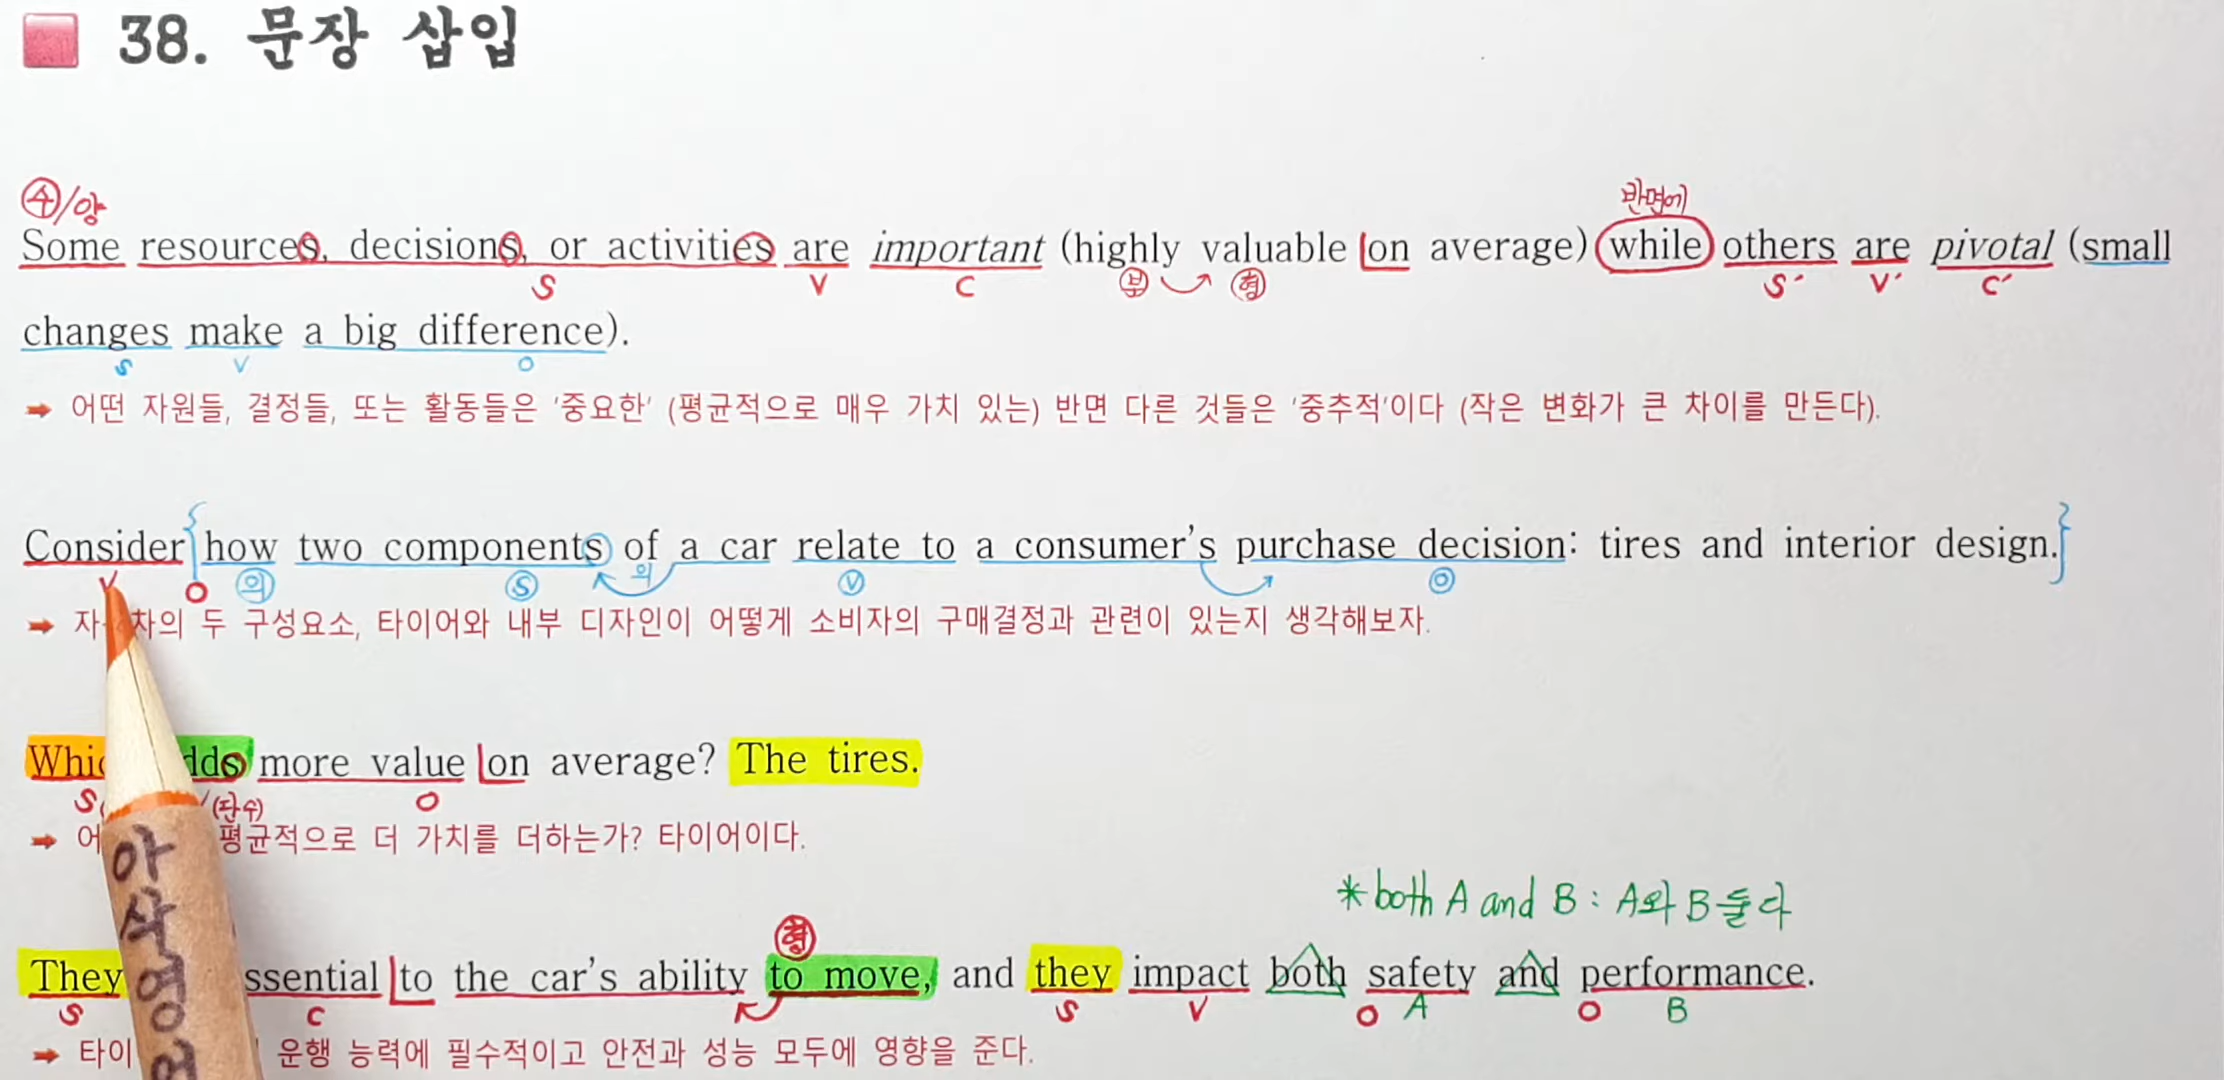 38. 문장 삽입
수/양
반면에
Some resources, decisions, or activities are important (highly valuable on average) while others are pivotal (small
S V C 부 형 S' V' C'
changes make a big difference).
S V O
➡ 어떤 자원들, 결정들, 또는 활동들은 '중요한' (평균적으로 매우 가치 있는) 반면 다른 것들은 '중추적'이다 (작은 변화가 큰 차이를 만든다).
Consider { how two components of a car relate to a consumer's purchase decision: tires and interior design. }
V O 의 S 의 V O
➡ 자 차의 두 구성요소, 타이어와 내부 디자인이 어떻게 소비자의 구매결정과 관련이 있는지 생각해보자.
more value on average? The tires.
S (단수) O
➡ 어 평균적으로 더 가치를 더하는가? 타이어이다.
*both A and B : A와 B 둘다
형
They to the car's ability to move, and they impact both safety and performance.
S C S V O A O B
➡ 타이 운행 능력에 필수적이고 안전과 성능 모두에 영향을 준다.
아삭영어